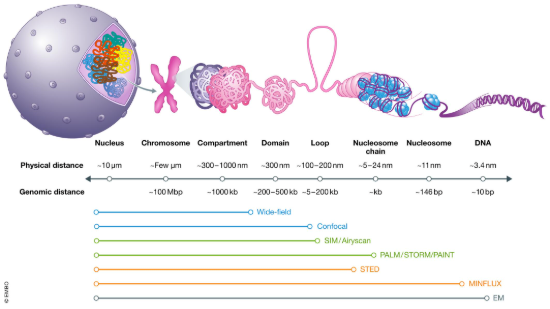 Nucleus Chromosome Compartment Domain Loop Nucleosome chain Nucleosome DNA
Physical distance ~10 µm ~Few µm ~300–1000 nm ~300 nm ~100–200 nm ~5–24 nm ~11 nm ~3.4 nm
Genomic distance ~100 Mbp ~1000 kb ~200–500 kb ~5–200 kb ~kb ~146 bp ~10 bp
Wide-field
Confocal
SIM/Airyscan
PALM/STORM/PAINT
STED
MINFLUX
EM
© EMBO